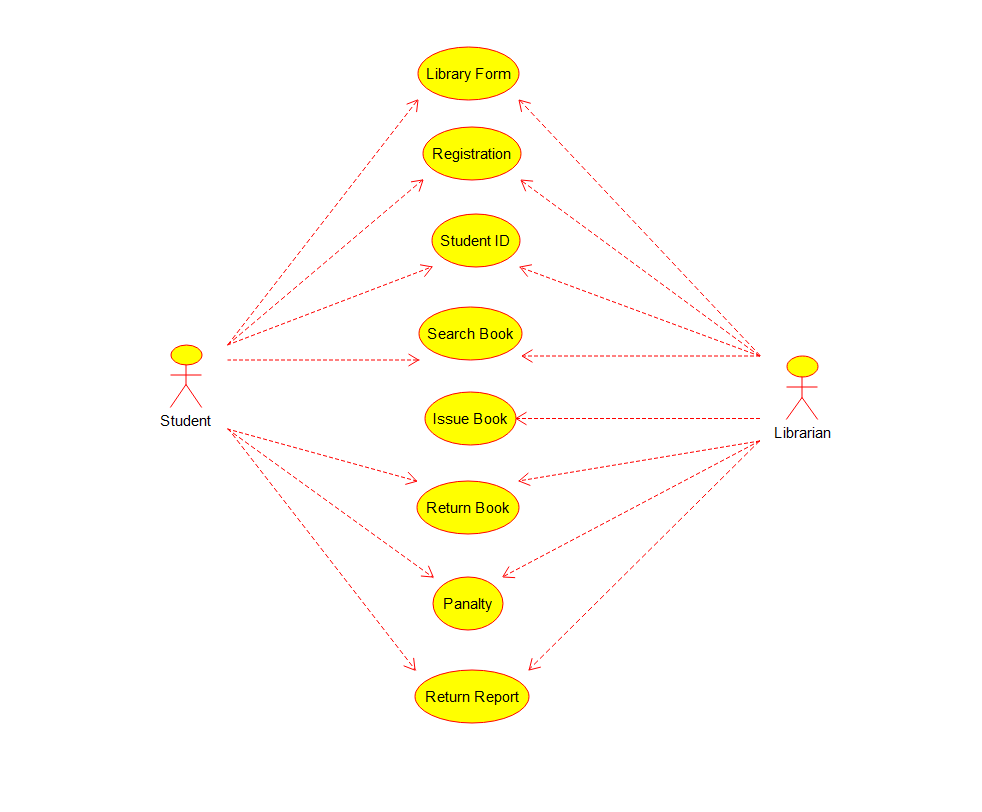 Library Form
Registration
Student ID
Search Book
Student
Issue Book
Librarian
Return Book
Panalty
Return Report